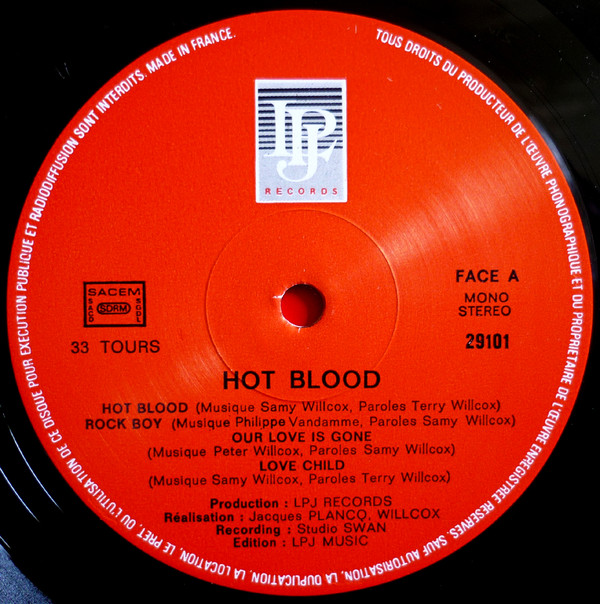 TOUS DROITS DU PRODUCTEUR DE L'ŒUVRE PHONOGRAPHIQUE ET DU PROPRIETAIRE DE L'ŒUVRE ENREGISTREE RESERVES. SAUF AUTORISATION, LA DUPLICATION, LA LOCATION, LE PRET, OU L'UTILISATION DE CE DISQUE POUR EXECUTION PUBLIQUE ET RADIODIFFUSION SONT INTERDITS. MADE IN FRANCE.
LPJ
RECORDS
FACE A
MONO
STEREO
29101
SACEM
SACD
SDRM
SGDL
33 TOURS
HOT BLOOD
HOT BLOOD (Musique Samy Willcox, Paroles Terry Willcox)
ROCK BOY (Musique Philippe Vandamme, Paroles Samy Willcox)
OUR LOVE IS GONE
(Musique Peter Willcox, Paroles Samy Willcox)
LOVE CHILD
(Musique Samy Willcox, Paroles Terry Willcox)
Production : LPJ RECORDS
Réalisation : Jacques PLANCQ, WILLCOX
Recording : Studio SWAN
Edition : LPJ MUSIC